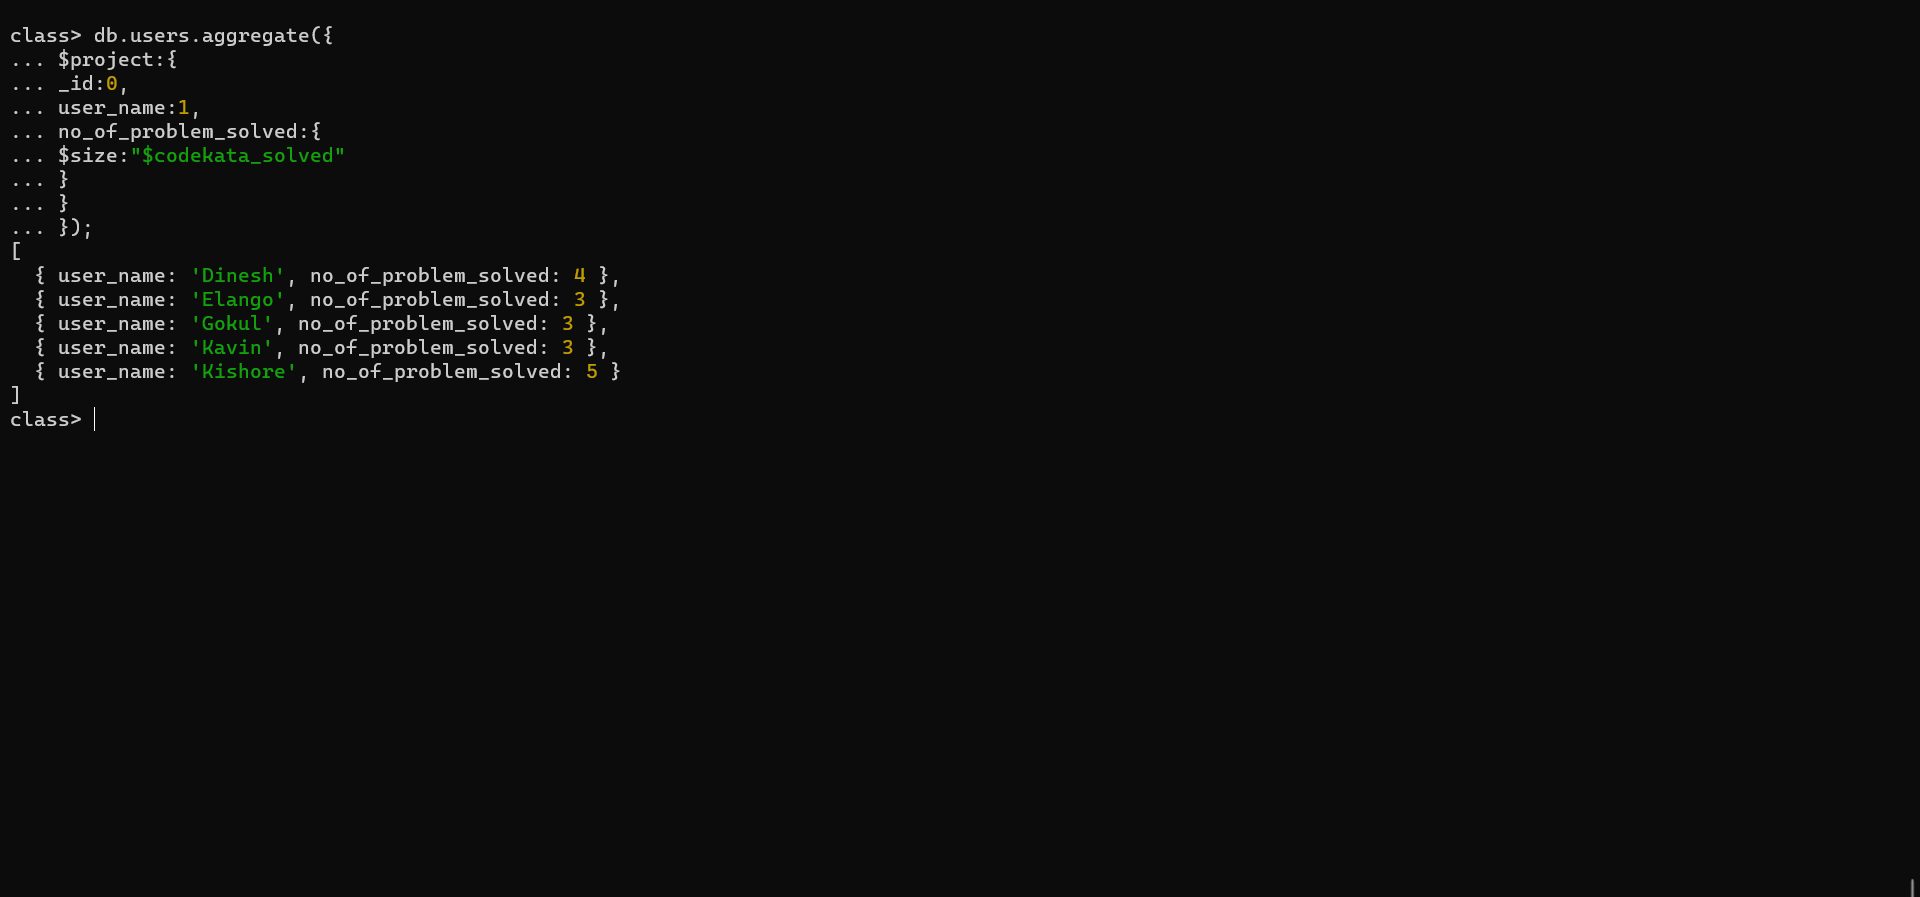 class> db.users.aggregate({
... $project:{
... _id:0,
... user_name:1,
... no_of_problem_solved:{
... $size:"$codekata_solved"
... }
... }
... });
[
  { user_name: 'Dinesh', no_of_problem_solved: 4 },
  { user_name: 'Elango', no_of_problem_solved: 3 },
  { user_name: 'Gokul', no_of_problem_solved: 3 },
  { user_name: 'Kavin', no_of_problem_solved: 3 },
  { user_name: 'Kishore', no_of_problem_solved: 5 }
]
class>